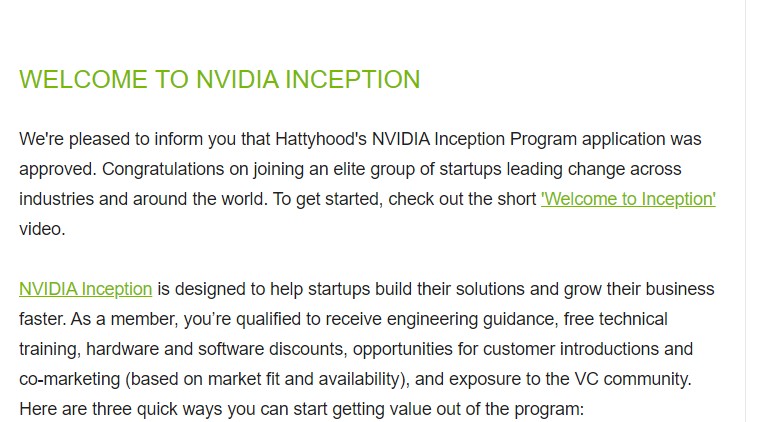 WELCOME TO NVIDIA INCEPTION
We're pleased to inform you that Hattyhood's NVIDIA Inception Program application was
approved. Congratulations on joining an elite group of startups leading change across
industries and around the world. To get started, check out the short 'Welcome to Inception'
video.
NVIDIA Inception is designed to help startups build their solutions and grow their business
faster. As a member, you’re qualified to receive engineering guidance, free technical
training, hardware and software discounts, opportunities for customer introductions and
co-marketing (based on market fit and availability), and exposure to the VC community.
Here are three quick ways you can start getting value out of the program: